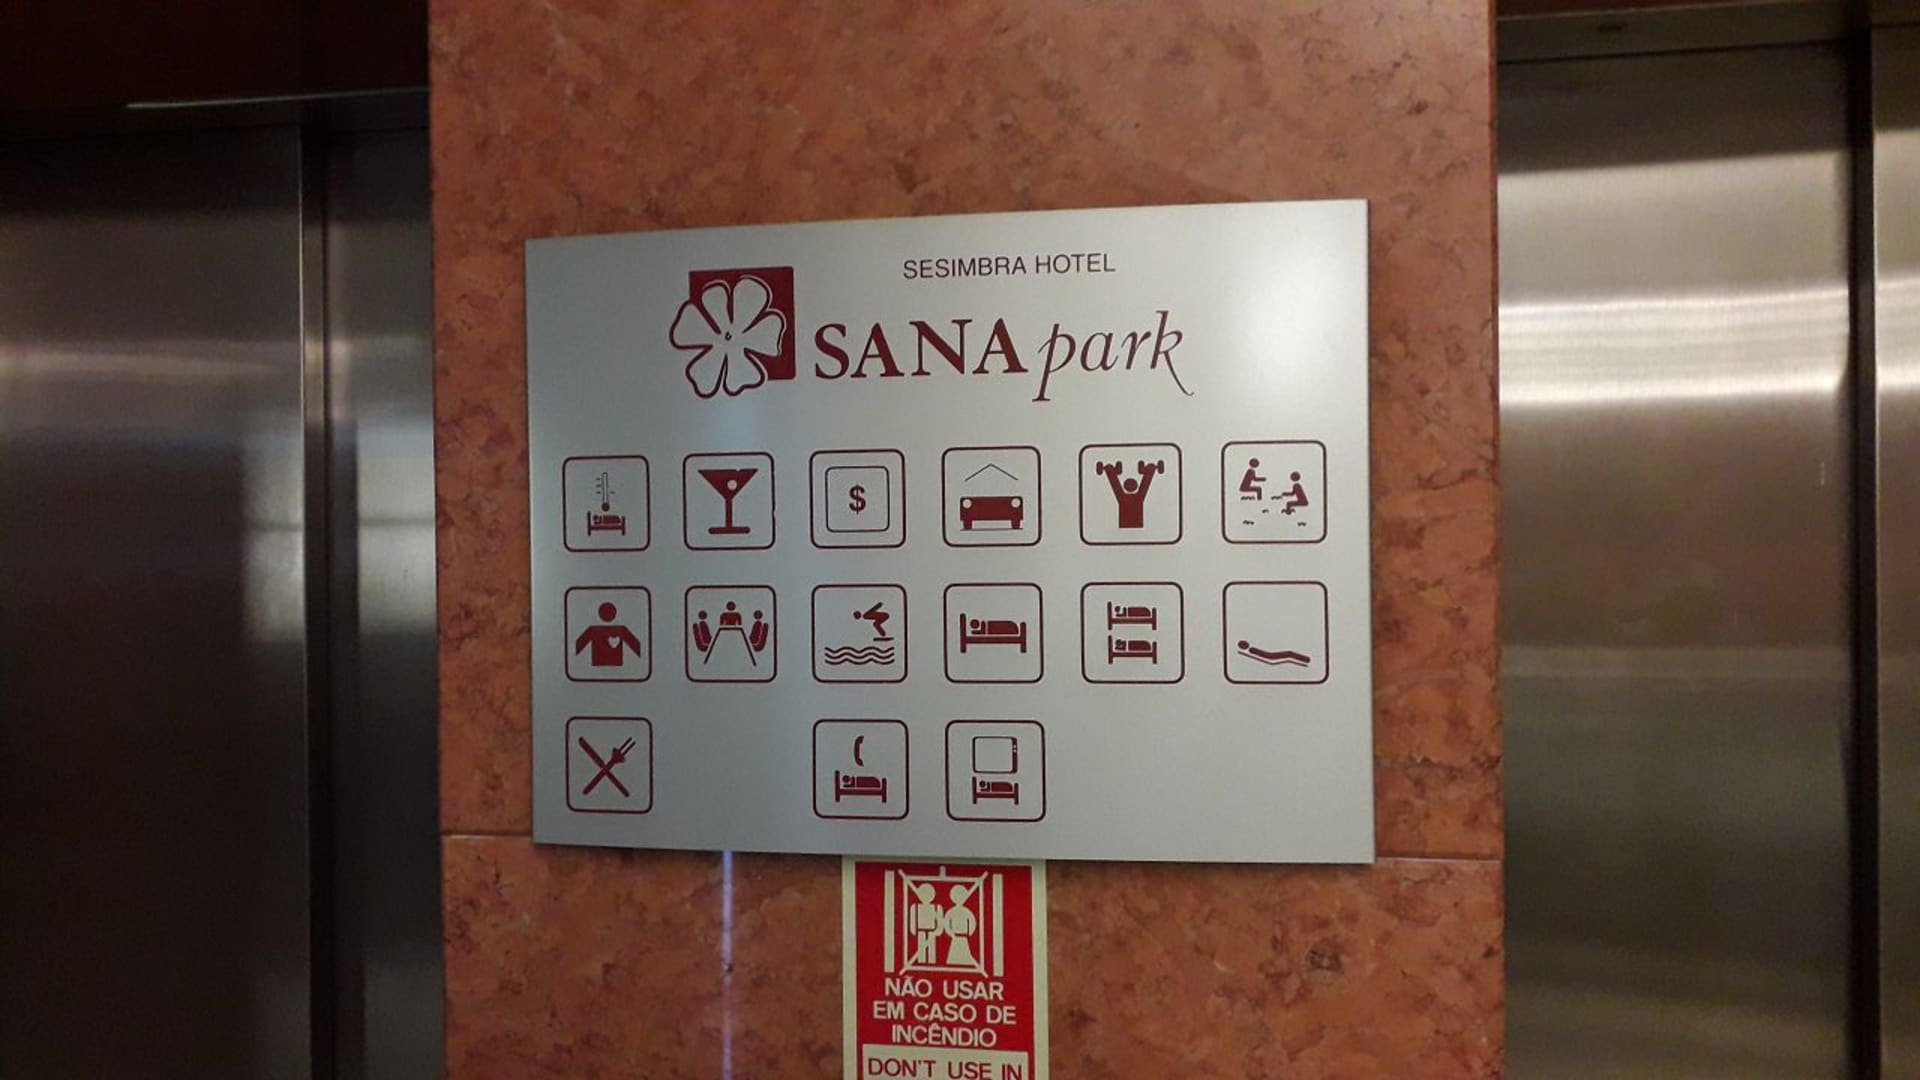 SESIMBRA HOTEL
SANA park
$
NÃO USAR
EM CASO DE
INCÊNDIO
DON'T USE IN